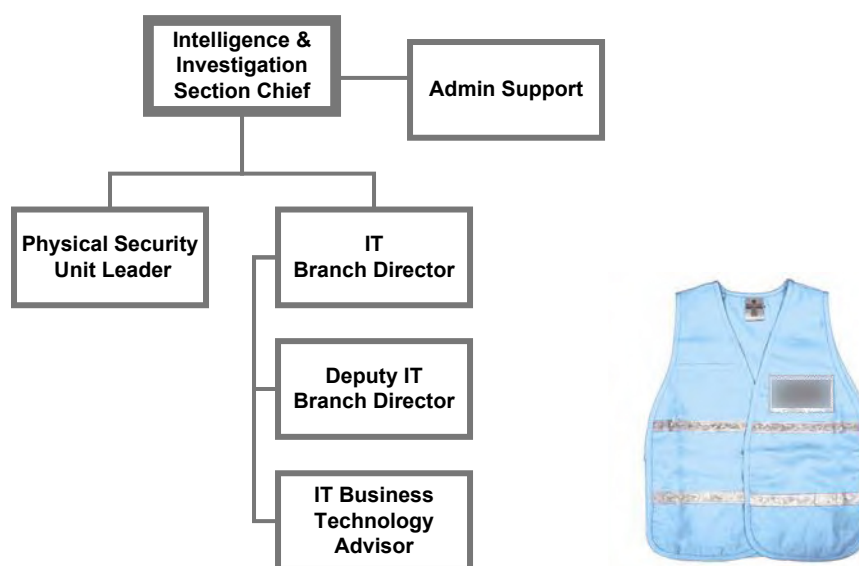 Intelligence &
Investigation
Section Chief
Admin Support
Physical Security
Unit Leader
IT
Branch Director
Deputy IT
Branch Director
IT Business
Technology
Advisor